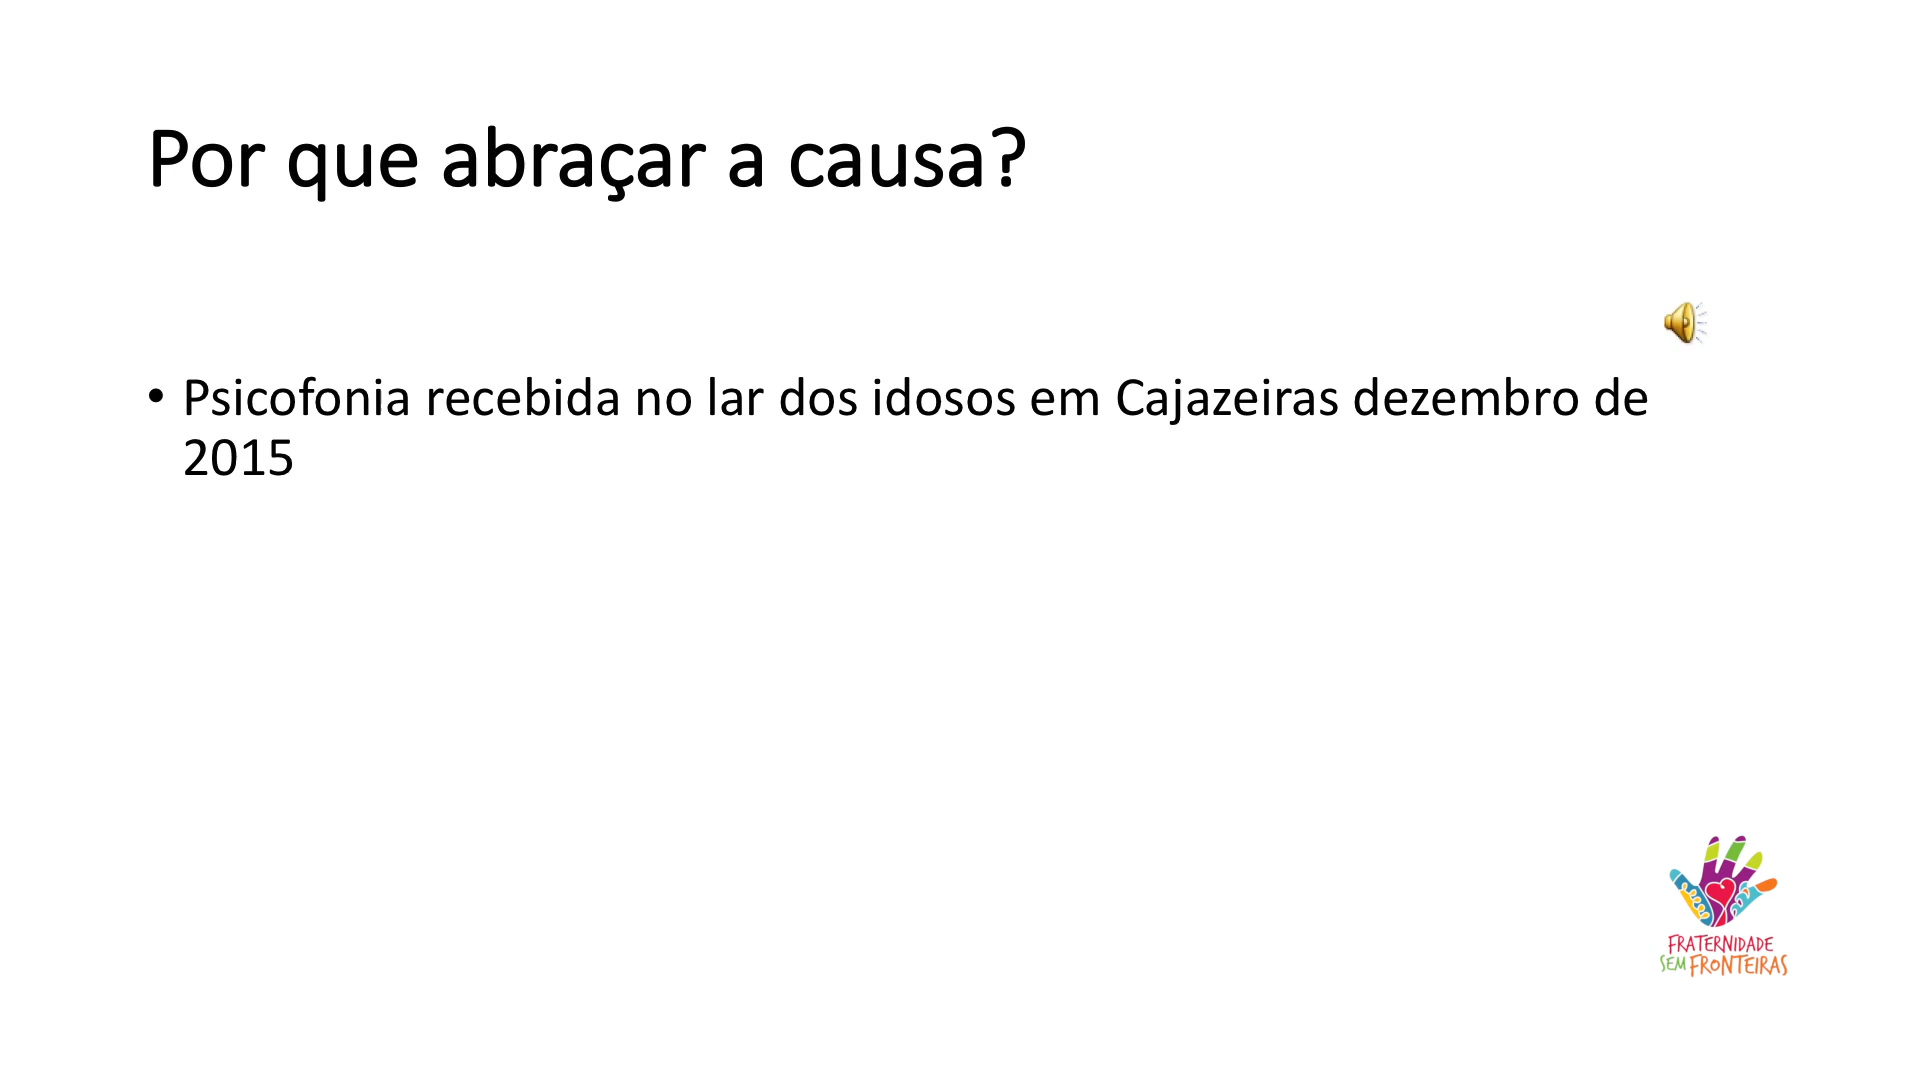 Por que abraçar a causa?
• Psicofonia recebida no lar dos idosos em Cajazeiras dezembro de
2015
FRATERNIDADE
SEM FRONTEIRAS